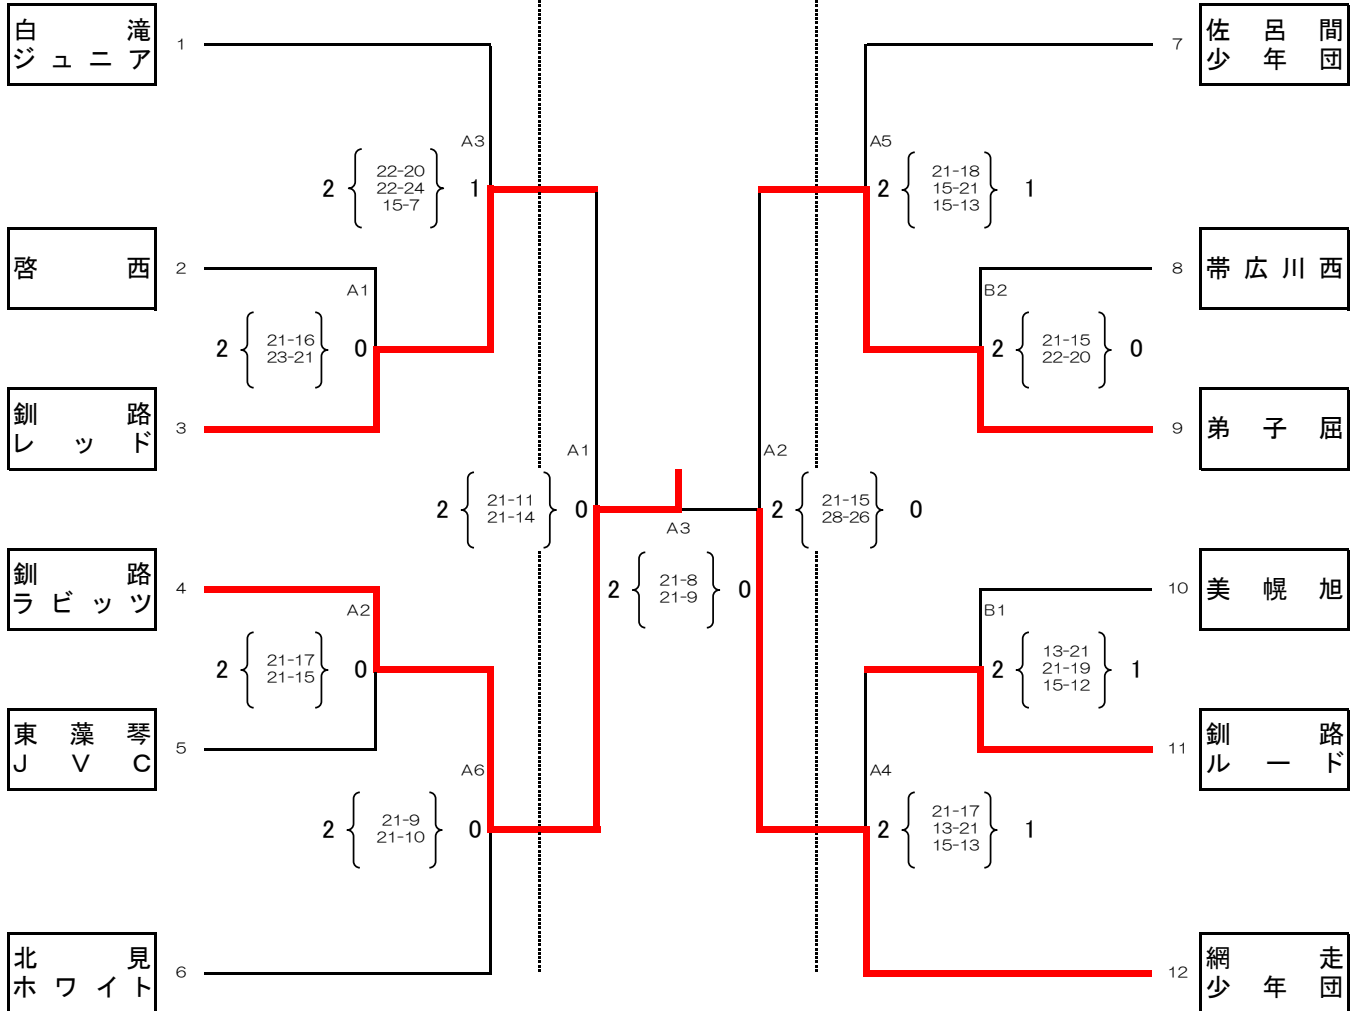 白滝
ジュニア
1
A3
2 22-20 1
22-24
15-7
啓西
2
A1
2 21-16 0
23-21
釧路
レッド
3
A1
2 21-11 0
21-14
釧路
ラビッツ
4
A2
2 21-17 0
21-15
東藻琴
JVC
5
A6
2 21-9 0
21-10
北見
ホワイト
6
A3
2 21-8 0
21-9
佐呂間
少年団
7
A5
2 21-18 1
15-21
15-13
帯広川西
8
B2
2 21-15 0
22-20
弟子屈
9
A2
2 21-15 0
28-26
美幌旭
10
B1
2 13-21 1
21-19
15-12
釧路
ルード
11
A4
2 21-17 1
13-21
15-13
網走
少年団
12